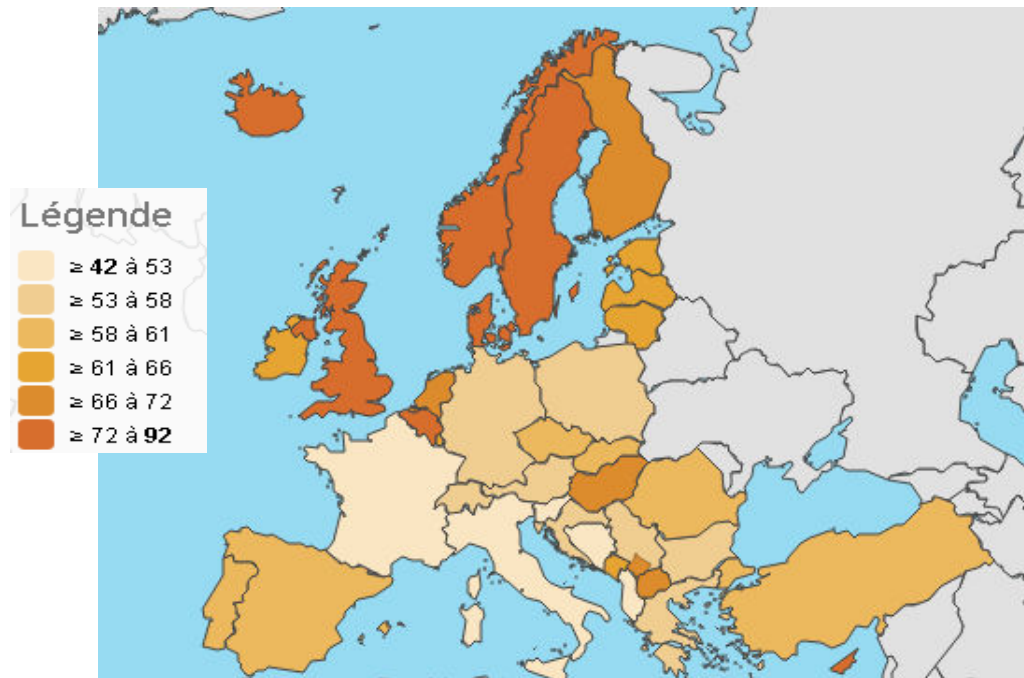 Légende
≥ 42 à 53
≥ 53 à 58
≥ 58 à 61
≥ 61 à 66
≥ 66 à 72
≥ 72 à 92